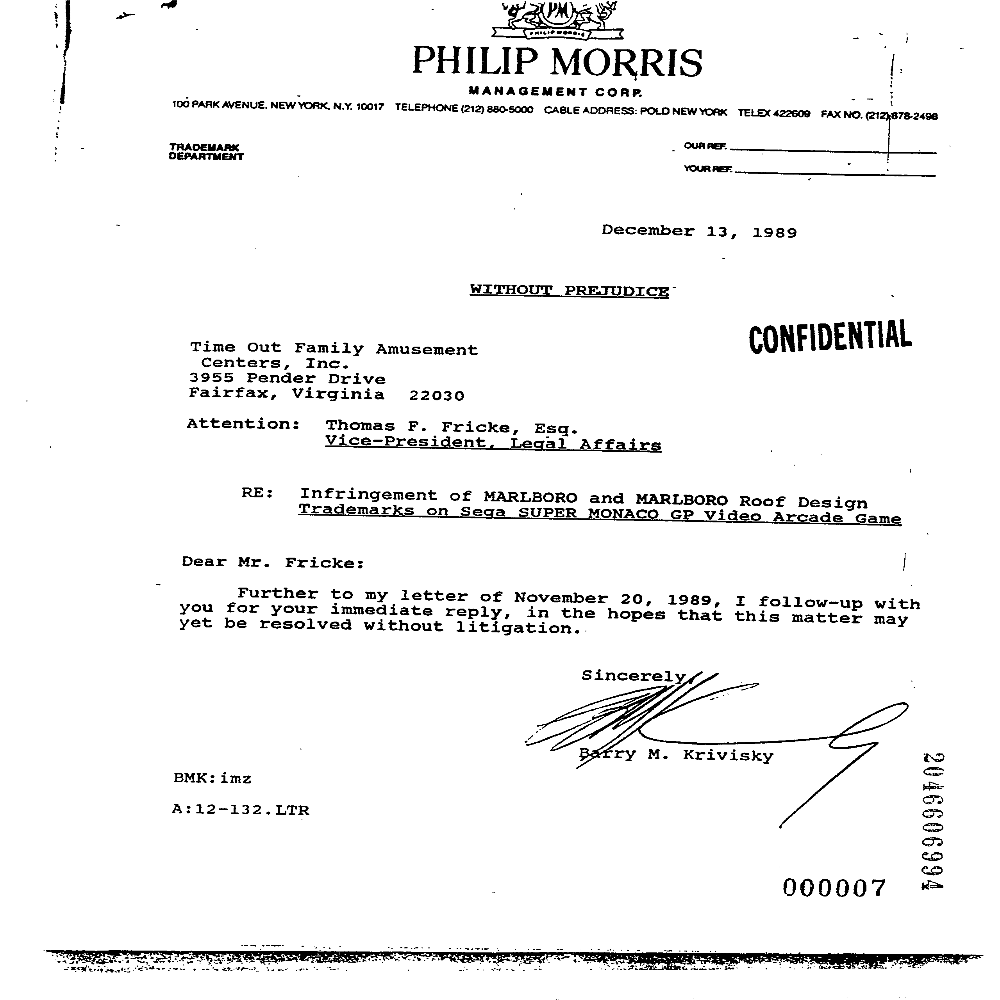 PM
PHILIP MORRIS
PHILIP MORRIS
MANAGEMENT CORP.
100 PARK AVENUE, NEW YORK, N.Y. 10017 TELEPHONE (212) 880-5000 CABLE ADDRESS: POLD NEW YORK TELEX 422609 FAX NO. (212) 878-2498
TRADEMARK
DEPARTMENT
OUR REF.
YOUR REF.
December 13, 1989
WITHOUT PREJUDICE
CONFIDENTIAL
Time Out Family Amusement
Centers, Inc.
3955 Pender Drive
Fairfax, Virginia 22030
Attention: Thomas F. Fricke, Esq.
Vice-President, Legal Affairs
RE: Infringement of MARLBORO and MARLBORO Roof Design
Trademarks on Sega SUPER MONACO GP Video Arcade Game
Dear Mr. Fricke:
Further to my letter of November 20, 1989, I follow-up with
you for your immediate reply, in the hopes that this matter may
yet be resolved without litigation.
Sincerely,
Barry M. Krivisky
BMK:imz
A:12-132.LTR
2046606994
000007